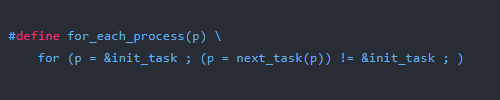 #define for_each_process(p) \
    for (p = &init_task ; (p = next_task(p)) != &init_task ; )